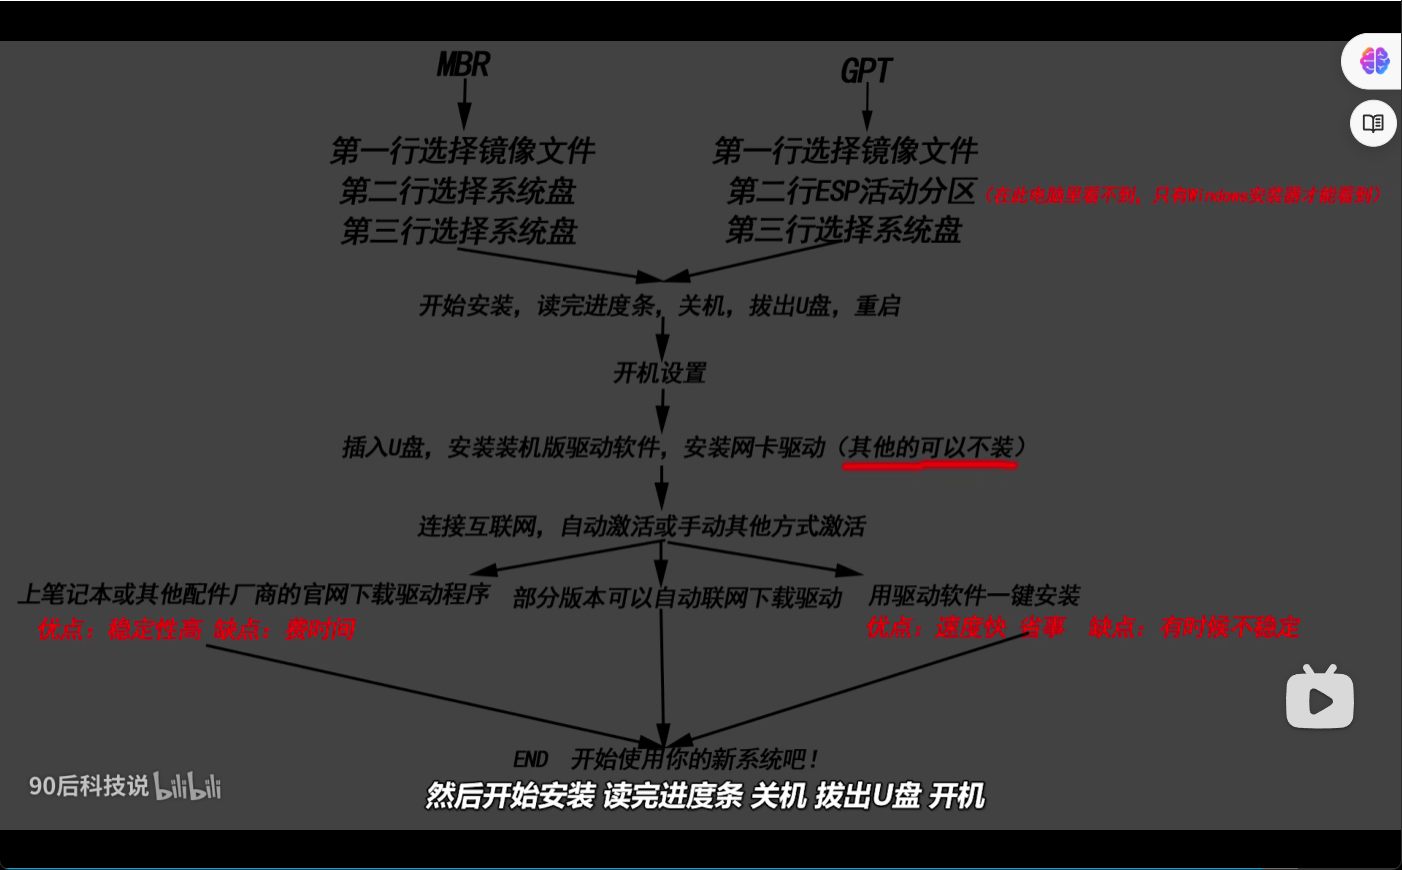 MBR
GPT
第一行选择镜像文件
第二行选择系统盘
第三行选择系统盘
第一行选择镜像文件
第二行ESP活动分区（在此电脑里看不到，只有Windows安装器才能看到）
第三行选择系统盘
开始安装，读完进度条，关机，拔出U盘，重启
开机设置
插入U盘，安装装机版驱动软件，安装网卡驱动（其他的可以不装）
连接互联网，自动激活或手动其他方式激活
上笔记本或其他配件厂商的官网下载驱动程序
优点：稳定性高 缺点：费时间
部分版本可以自动联网下载驱动
用驱动软件一键安装
优点：速度快 省事 缺点：有时候不稳定
END 开始使用你的新系统吧！
90后科技说 bilibili
然后开始安装 读完进度条 关机 拔出U盘 开机